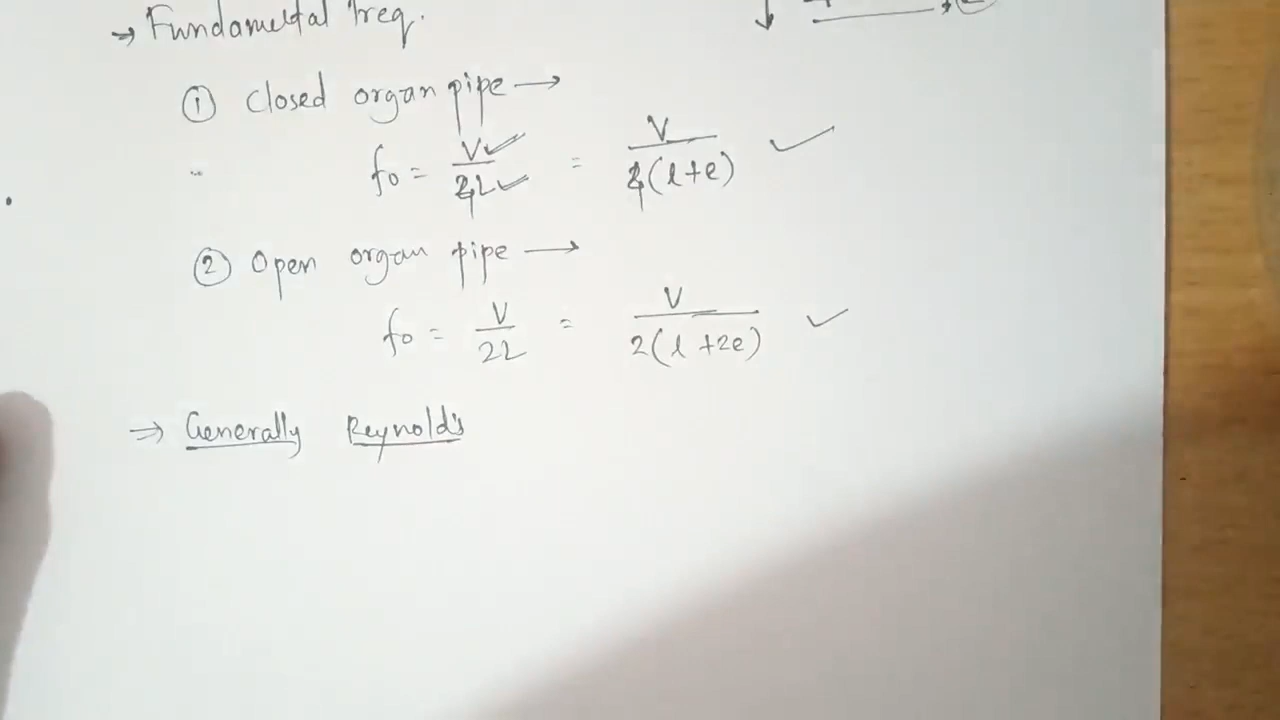 → Fundamental freq.
① Closed organ pipe →
f₀ = V/4L = V/4(l+e) ✓
② Open organ pipe →
f₀ = V/2L = V/2(l+2e) ✓
⇒ Generally Reynold's